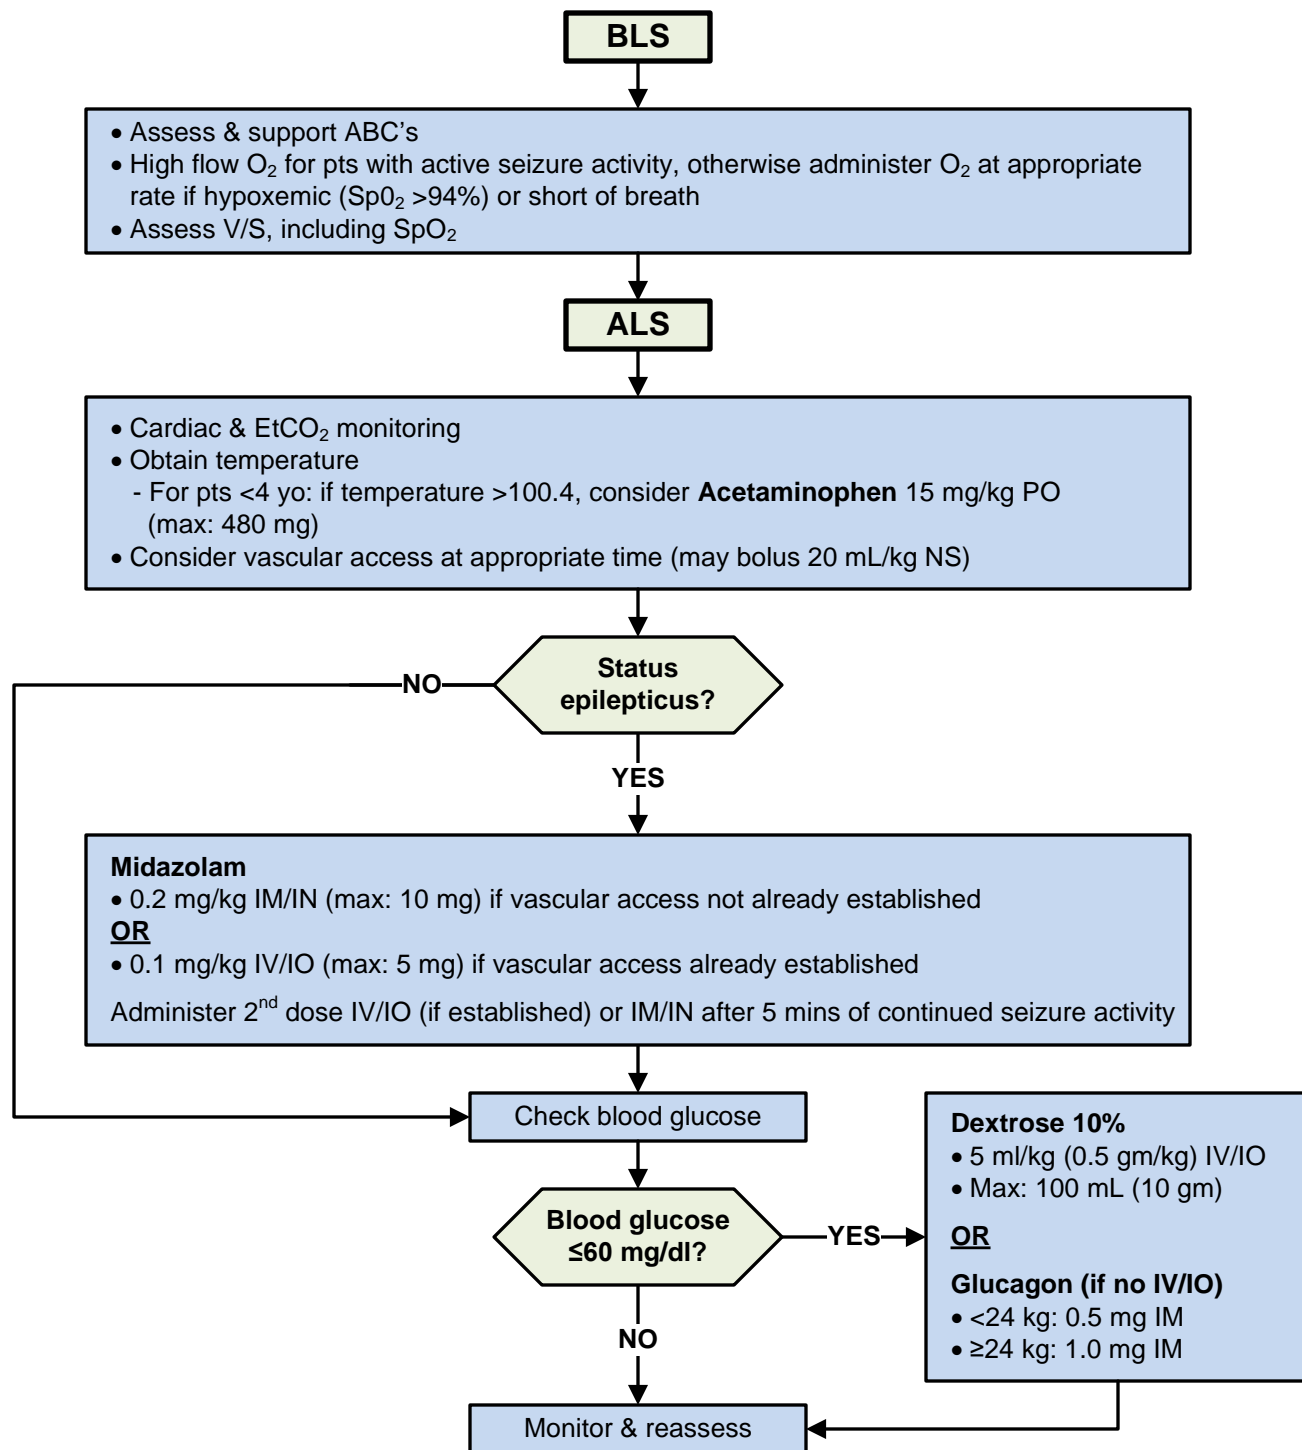 BLS
• Assess & support ABC's
• High flow O₂ for pts with active seizure activity, otherwise administer O₂ at appropriate
rate if hypoxemic (Sp0₂ >94%) or short of breath
• Assess V/S, including SpO₂
ALS
• Cardiac & EtCO₂ monitoring
• Obtain temperature
- For pts <4 yo: if temperature >100.4, consider Acetaminophen 15 mg/kg PO
(max: 480 mg)
• Consider vascular access at appropriate time (may bolus 20 mL/kg NS)
Status
epilepticus?
NO
YES
Midazolam
• 0.2 mg/kg IM/IN (max: 10 mg) if vascular access not already established
OR
• 0.1 mg/kg IV/IO (max: 5 mg) if vascular access already established
Administer 2nd dose IV/IO (if established) or IM/IN after 5 mins of continued seizure activity
Check blood glucose
Blood glucose
≤60 mg/dl?
YES
Dextrose 10%
• 5 ml/kg (0.5 gm/kg) IV/IO
• Max: 100 mL (10 gm)
OR
Glucagon (if no IV/IO)
• <24 kg: 0.5 mg IM
• ≥24 kg: 1.0 mg IM
NO
Monitor & reassess